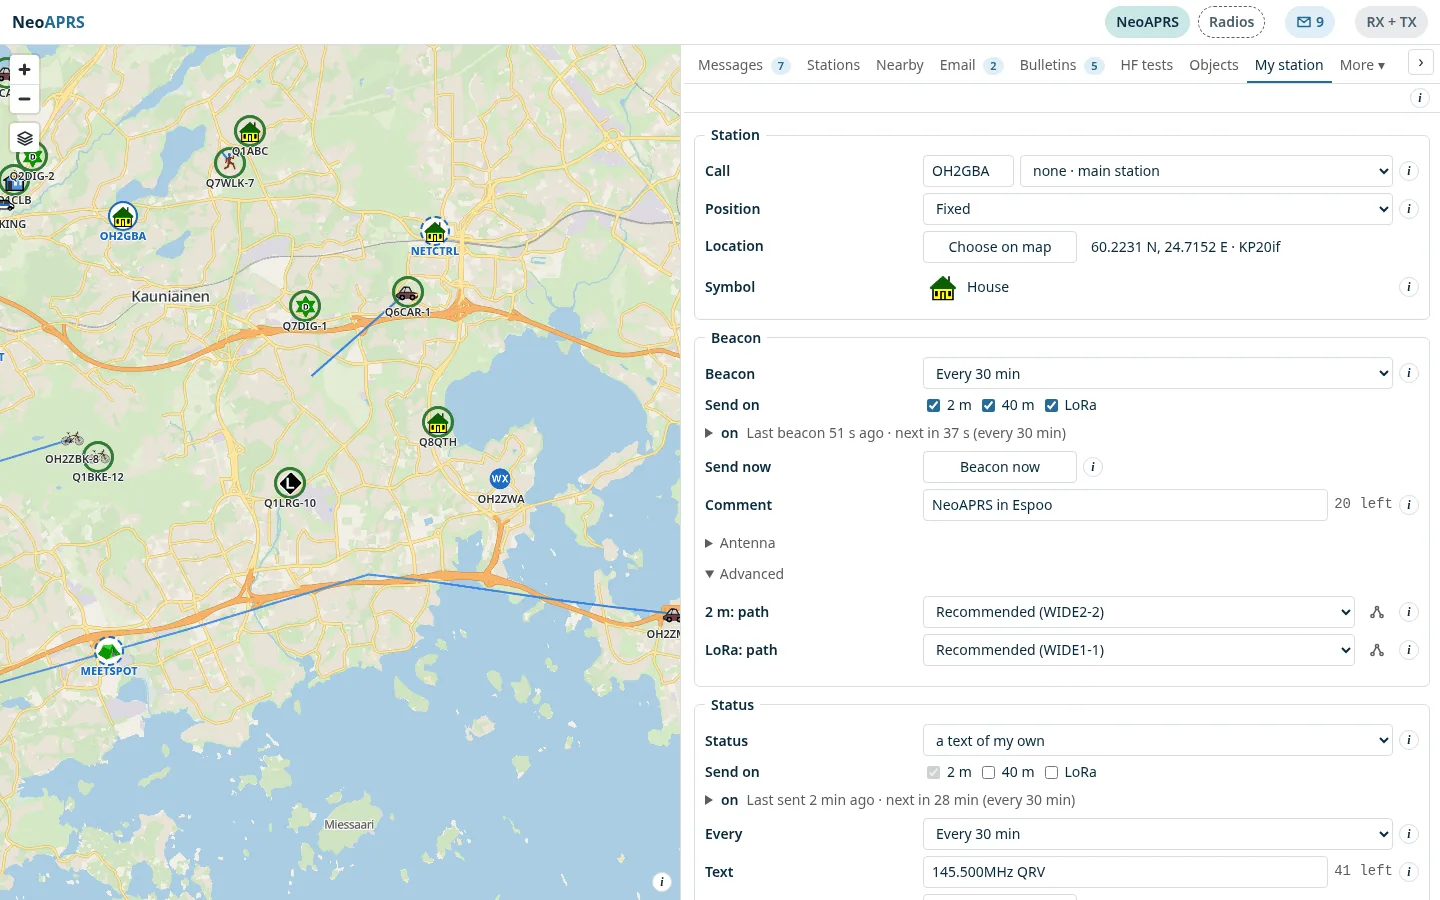 NeoAPRS
NeoAPRS Radios 9 RX + TX
Messages 7 Stations Nearby Email 2 Bulletins 5 HF tests Objects My station More ▾ ›
i
+
−
Q1ABC
Q7WLK-7
Q2DIG-2
KING
OH2GBA
NETCTRL
Kauniainen
Q7DIG-1
Q6CAR-1
Q8QTH
OH2ZBK-8
Q1BKE-12
Q1LRG-10
WX
OH2ZWA
MEETSPOT
Miessaari
i
Station
Call OH2GBA none · main station i
Position Fixed i
Location Choose on map 60.2231 N, 24.7152 E · KP20if
Symbol House i
Beacon
Beacon Every 30 min i
Send on 2 m 40 m LoRa
▶ on Last beacon 51 s ago · next in 37 s (every 30 min)
Send now Beacon now i
Comment NeoAPRS in Espoo 20 left i
▶ Antenna
▼ Advanced
2 m: path Recommended (WIDE2-2) i
LoRa: path Recommended (WIDE1-1) i
Status
Status a text of my own i
Send on 2 m 40 m LoRa
▶ on Last sent 2 min ago · next in 28 min (every 30 min)
Every Every 30 min i
Text 145.500MHz QRV 41 left i